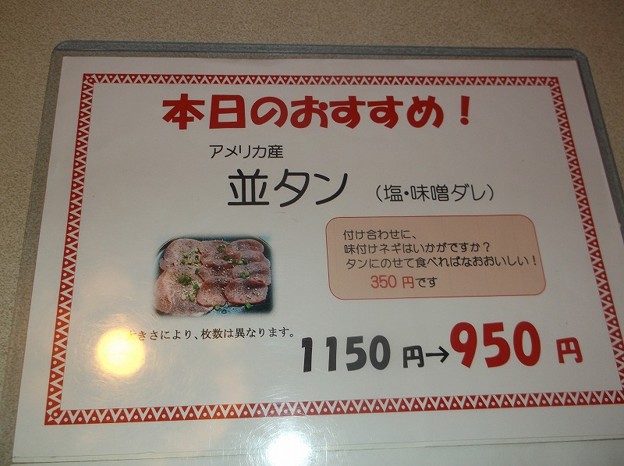 本日のおすすめ！
アメリカ産
並タン （塩・味噌ダレ）
付け合わせに、
味付けネギはいかがですか？
タンにのせて食べればなおおいしい！
350 円です
きさにより、枚数は異なります。
1150 円→950 円